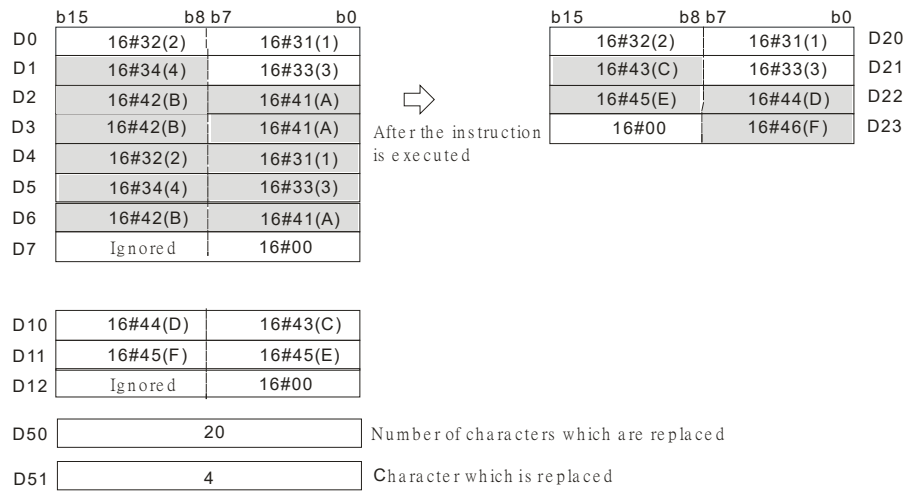 b15 b8 b7 b0 b15 b8 b7 b0
D0 16#32(2) 16#31(1) 16#32(2) 16#31(1) D20
D1 16#34(4) 16#33(3) 16#43(C) 16#33(3) D21
D2 16#42(B) 16#41(A) 16#45(E) 16#44(D) D22
D3 16#42(B) 16#41(A) After the instruction 16#00 16#46(F) D23
D4 16#32(2) 16#31(1) is executed
D5 16#34(4) 16#33(3)
D6 16#42(B) 16#41(A)
D7 Ignored 16#00
D10 16#44(D) 16#43(C)
D11 16#45(F) 16#45(E)
D12 Ignored 16#00
D50 20 Number of characters which are replaced
D51 4 Character which is replaced